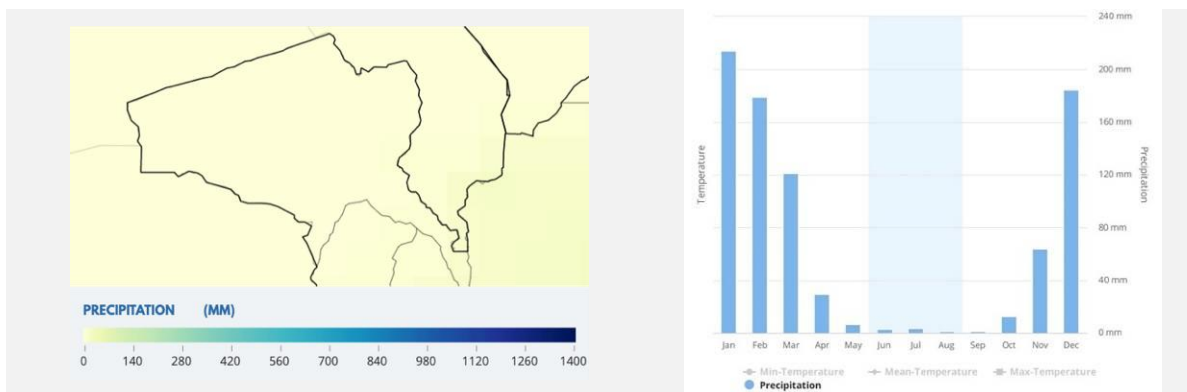 PRECIPITATION (MM)
0 140 280 420 560 700 840 980 1120 1260 1400
240 mm
200 mm
160 mm
120 mm
80 mm
40 mm
0 mm
Temperature
Precipitation
Jan Feb Mar Apr May Jun Jul Aug Sep Oct Nov Dec
Min-Temperature Mean-Temperature Max-Temperature
Precipitation